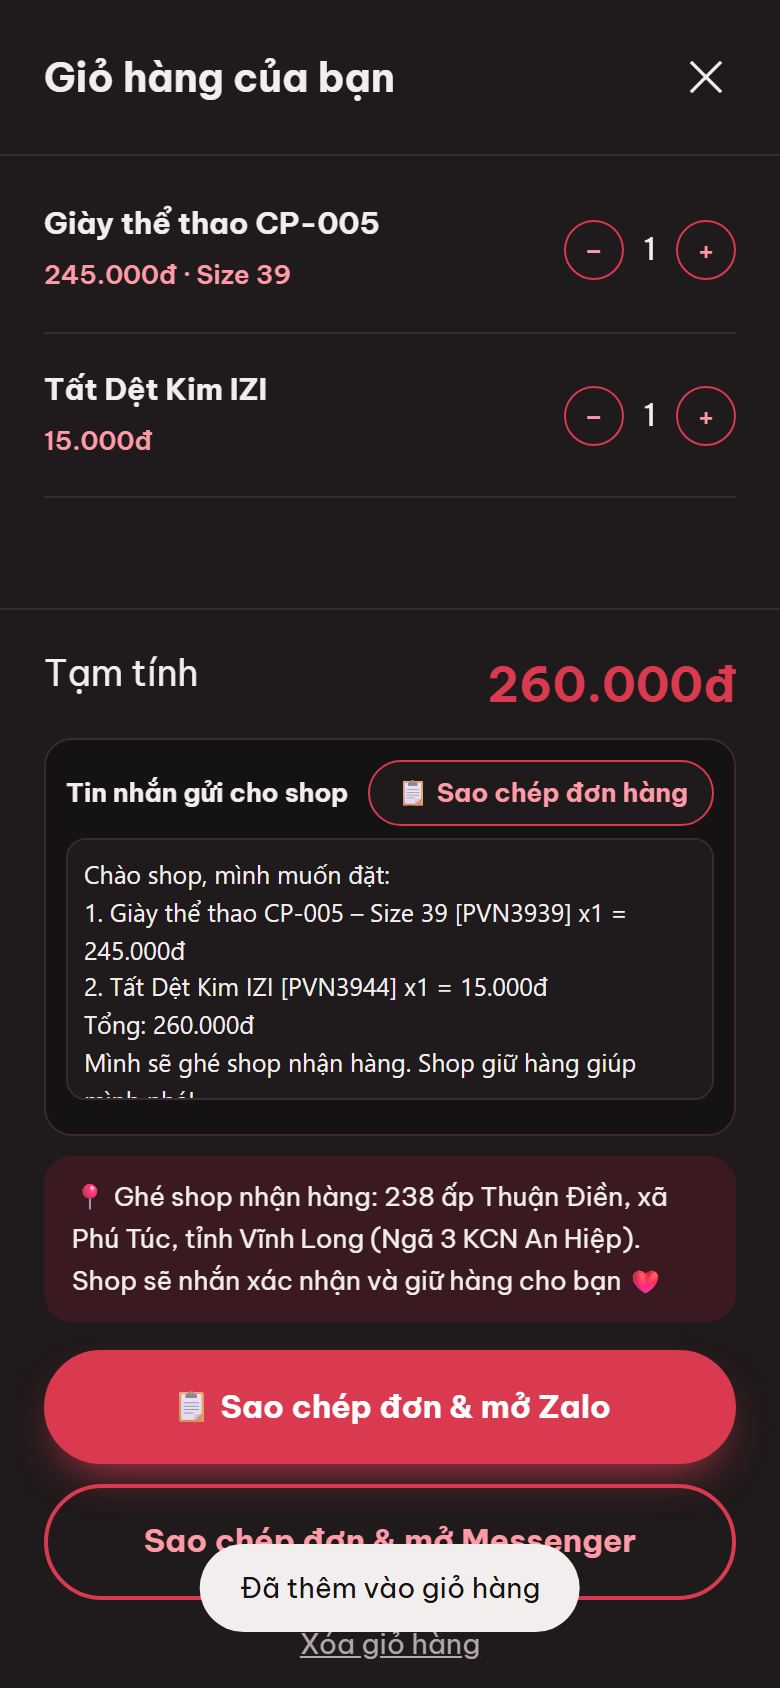 Giỏ hàng của bạn
Giày thể thao CP-005
245.000đ · Size 39
− 1 +
Tất Dệt Kim IZI
15.000đ
− 1 +
Tạm tính
260.000đ
Tin nhắn gửi cho shop
📋 Sao chép đơn hàng
Chào shop, mình muốn đặt:
1. Giày thể thao CP-005 – Size 39 [PVN3939] x1 =
245.000đ
2. Tất Dệt Kim IZI [PVN3944] x1 = 15.000đ
Tổng: 260.000đ
Mình sẽ ghé shop nhận hàng. Shop giữ hàng giúp
📍 Ghé shop nhận hàng: 238 ấp Thuận Điền, xã
Phú Túc, tỉnh Vĩnh Long (Ngã 3 KCN An Hiệp).
Shop sẽ nhắn xác nhận và giữ hàng cho bạn ❤️
📋 Sao chép đơn & mở Zalo
Sao chép đơn & mở Messenger
Đã thêm vào giỏ hàng
Xóa giỏ hàng